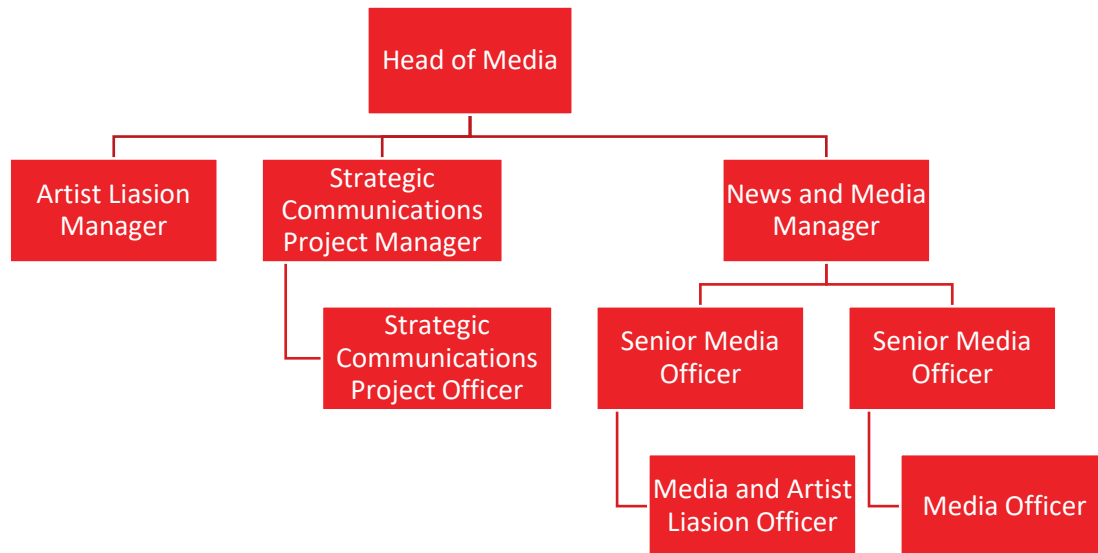 Head of Media
Artist Liasion
Manager
Strategic
Communications
Project Manager
News and Media
Manager
Strategic
Communications
Project Officer
Senior Media
Officer
Senior Media
Officer
Media and Artist
Liasion Officer
Media Officer